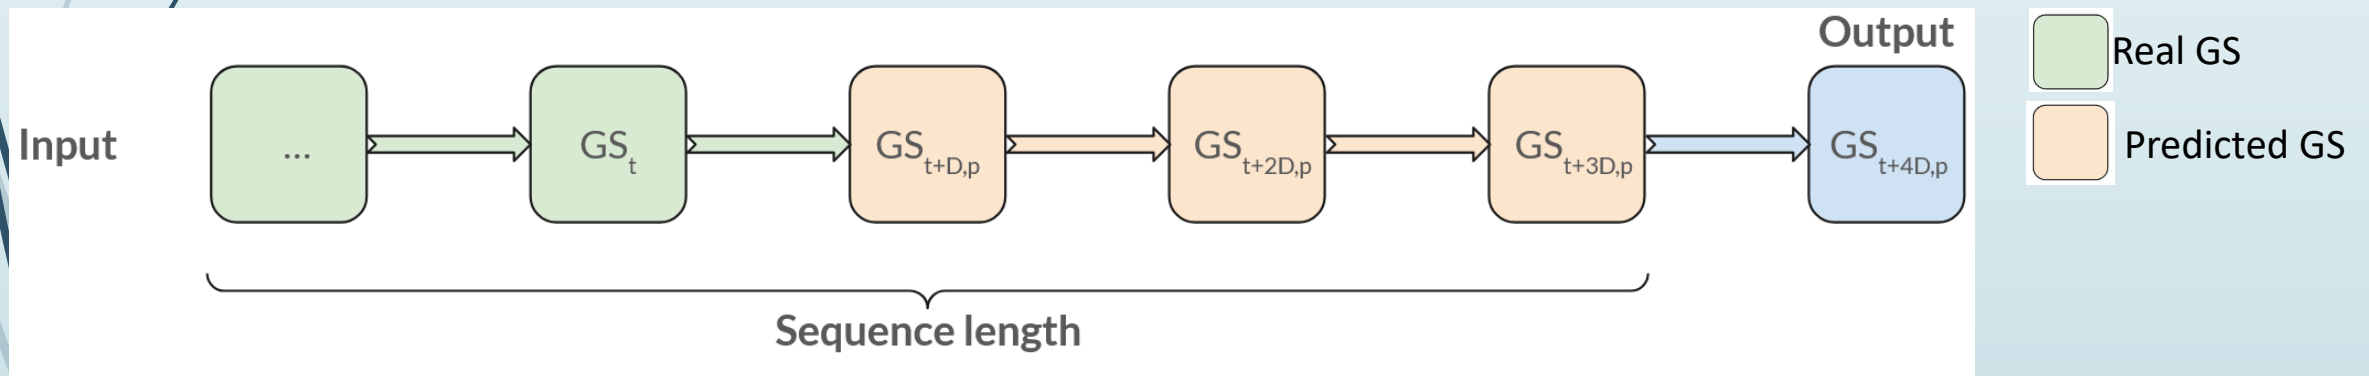 Output
Input
...
GSt
GSt+D,p
GSt+2D,p
GSt+3D,p
GSt+4D,p
Sequence length
Real GS
Predicted GS